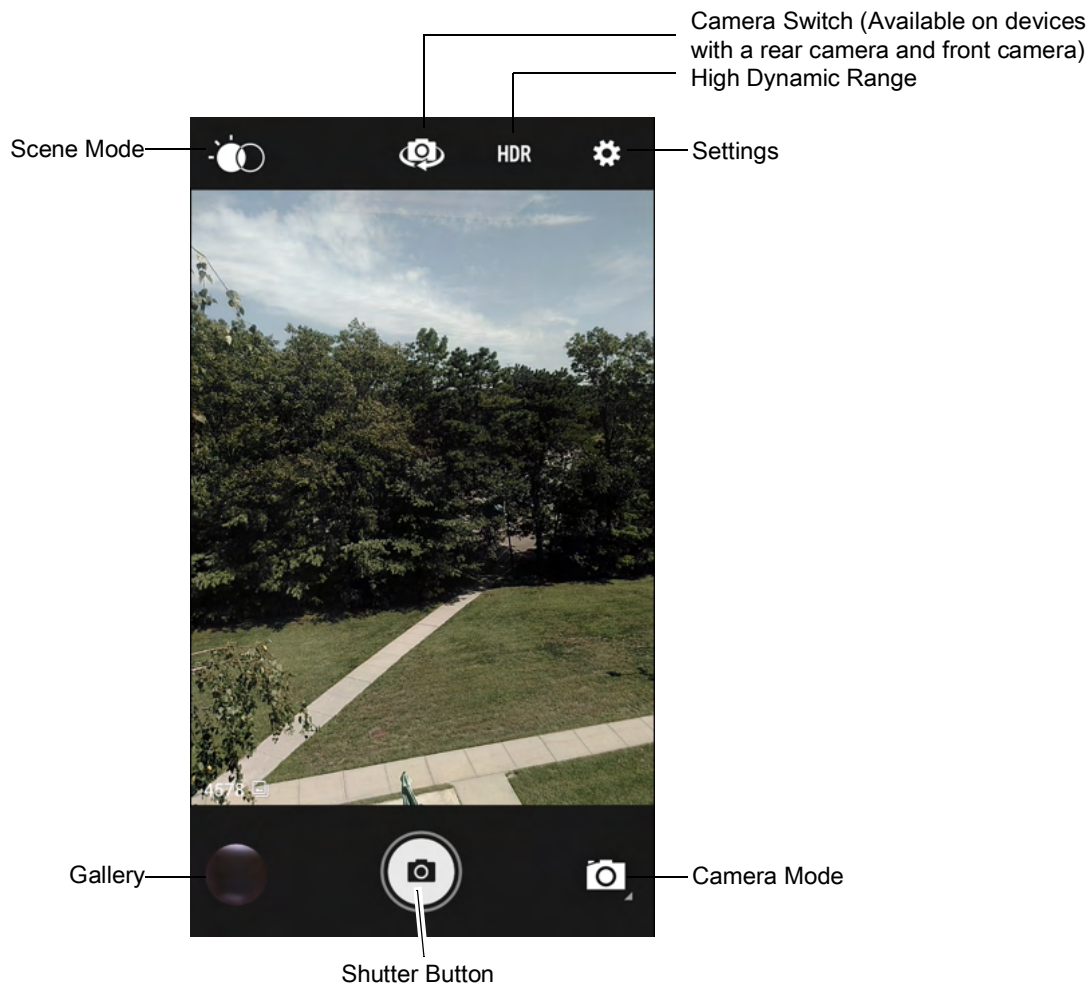 Camera Switch (Available on devices
with a rear camera and front camera)
High Dynamic Range
Scene Mode
HDR
Settings
4578
Gallery
Camera Mode
Shutter Button